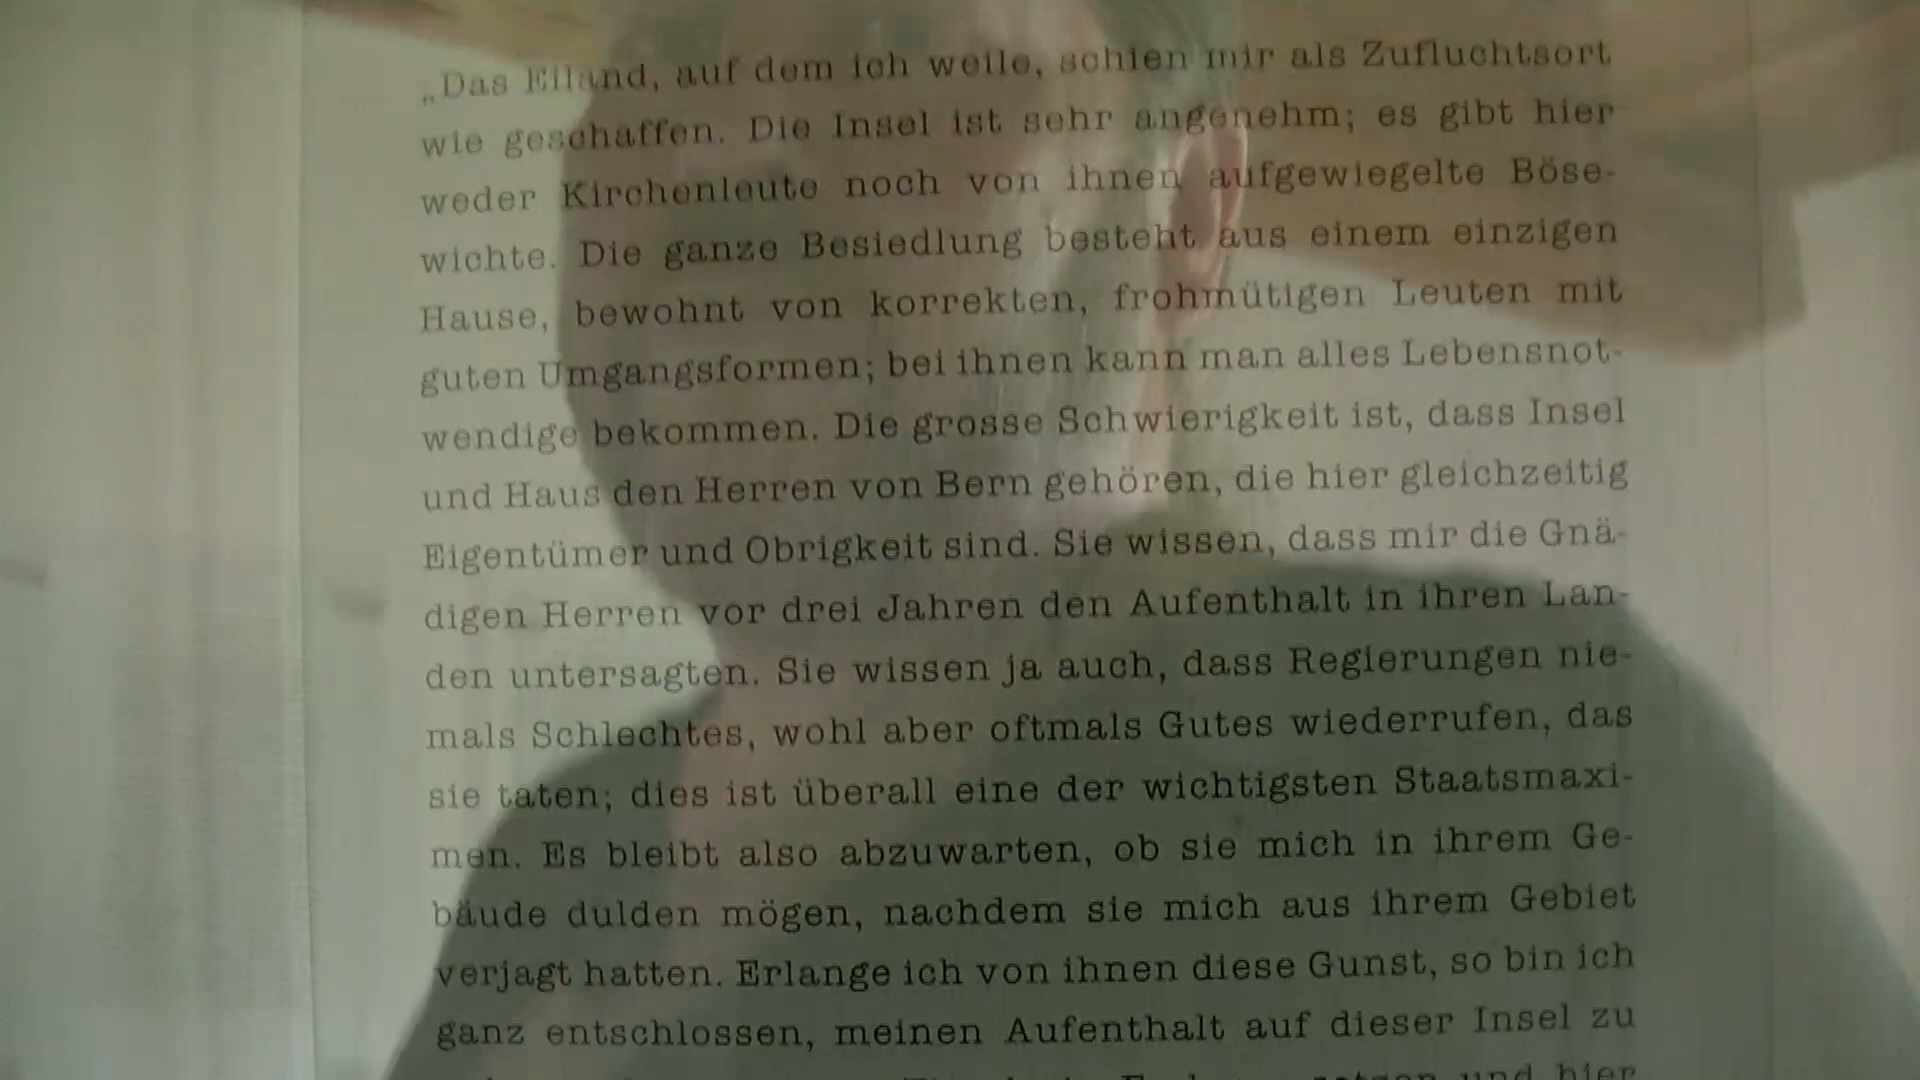 „Das Eiland, auf dem ich weile, schien mir als Zufluchtsort
wie geschaffen. Die Insel ist sehr angenehm; es gibt hier
weder Kirchenleute noch von ihnen aufgewiegelte Böse-
wichte. Die ganze Besiedlung besteht aus einem einzigen
Hause, bewohnt von korrekten, frohmütigen Leuten mit
guten Umgangsformen; bei ihnen kann man alles Lebensnot-
wendige bekommen. Die grosse Schwierigkeit ist, dass Insel
und Haus den Herren von Bern gehören, die hier gleichzeitig
Eigentümer und Obrigkeit sind. Sie wissen, dass mir die Gnä-
digen Herren vor drei Jahren den Aufenthalt in ihren Lan-
den untersagten. Sie wissen ja auch, dass Regierungen nie-
mals Schlechtes, wohl aber oftmals Gutes wiederrufen, das
sie taten; dies ist überall eine der wichtigsten Staatsmaxi-
men. Es bleibt also abzuwarten, ob sie mich in ihrem Ge-
bäude dulden mögen, nachdem sie mich aus ihrem Gebiet
verjagt hatten. Erlange ich von ihnen diese Gunst, so bin ich
ganz entschlossen, meinen Aufenthalt auf dieser Insel zu
und hier